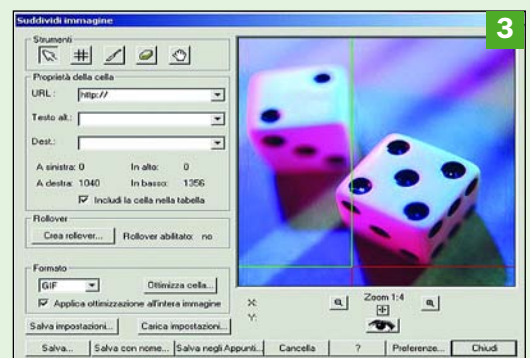 Suddividi immagine
3
Strumenti
Proprietà della cella
URL: http://
Testo alt.:
Dest.:
A sinistra: 0 In alto: 0
A destra: 1040 In basso: 1356
Includi la cella nella tabella
Rollover
Crea rollover... Rollover abilitato: no
Formato
GIF Ottimizza cella...
Applica ottimizzazione all'intera immagine
X: Zoom 1:4
Y:
Salva impostazioni... Carica impostazioni...
Salva... Salva con nome... Salva negli Appunti... Cancella ? Preferenze... Chiudi